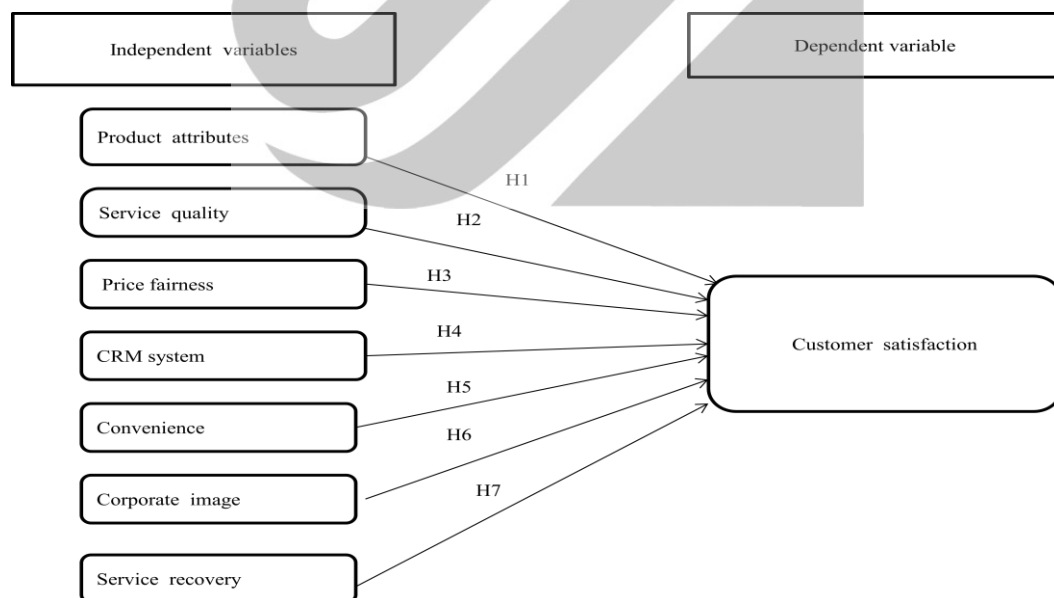 Independent variables
Dependent variable
Product attributes
H1
Service quality
H2
Price fairness
H3
CRM system
H4
Customer satisfaction
Convenience
H5
H6
Corporate image
H7
Service recovery